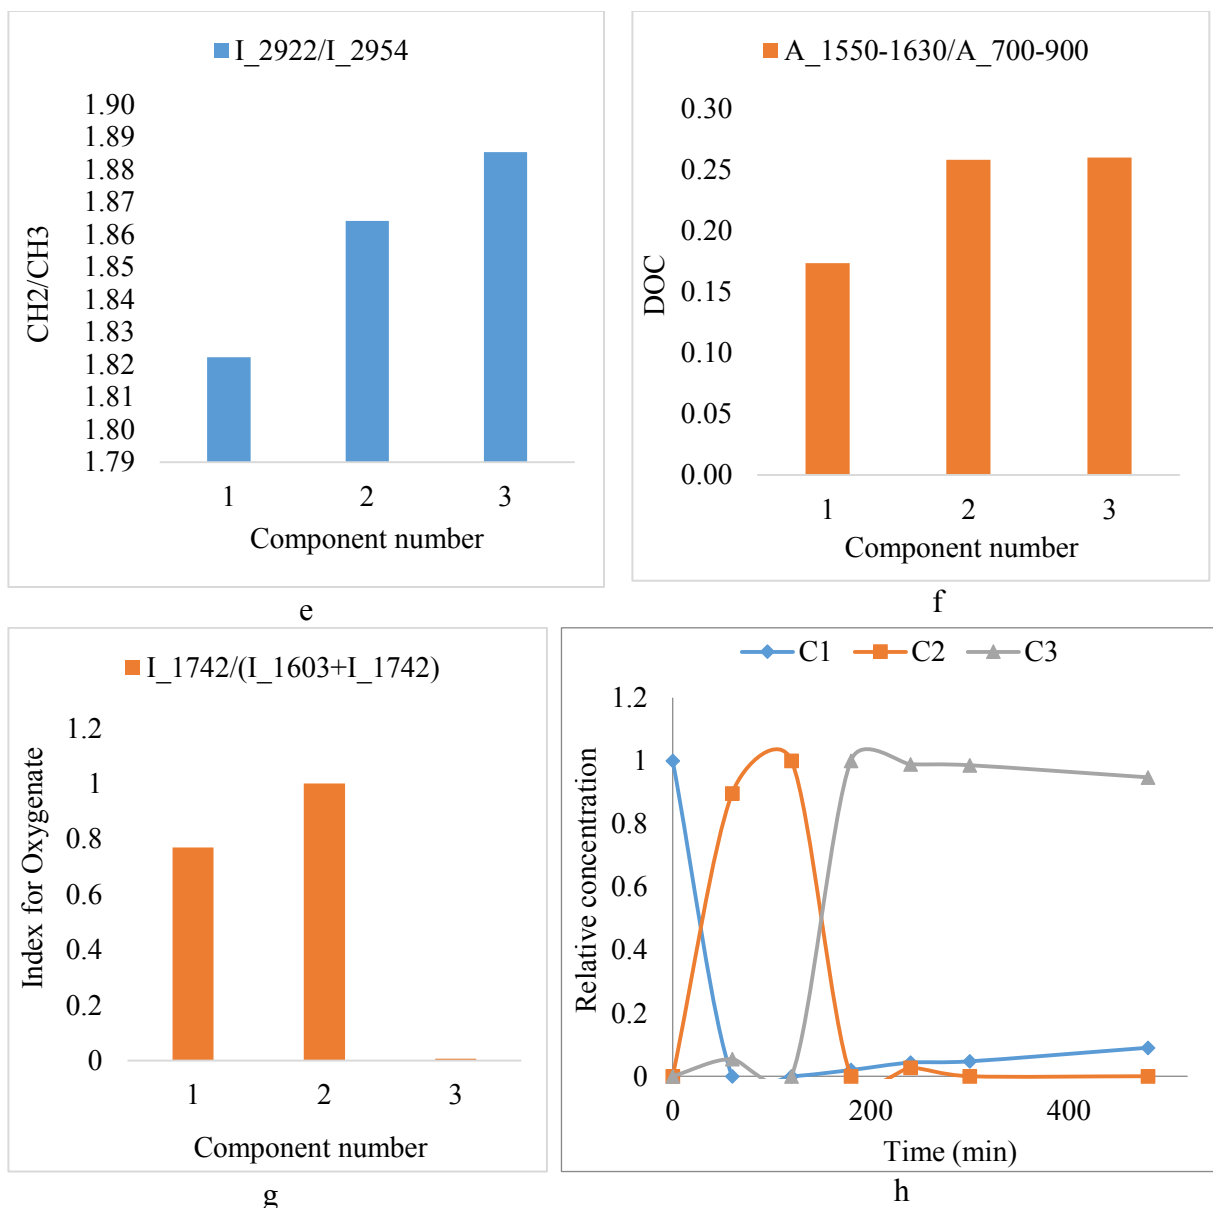 I_2922/I_2954
1.90
1.89
1.88
1.87
1.86
1.85
1.84
1.83
1.82
1.81
1.80
1.79
CH2/CH3
1 2 3
Component number
e
A_1550-1630/A_700-900
0.30
0.25
0.20
0.15
0.10
0.05
0.00
DOC
1 2 3
Component number
f
I_1742/(I_1603+I_1742)
1.2
1
0.8
0.6
0.4
0.2
0
Index for Oxygenate
1 2 3
Component number
g
C1 C2 C3
1.2
1
0.8
0.6
0.4
0.2
0
Relative concentration
0 200 400
Time (min)
h